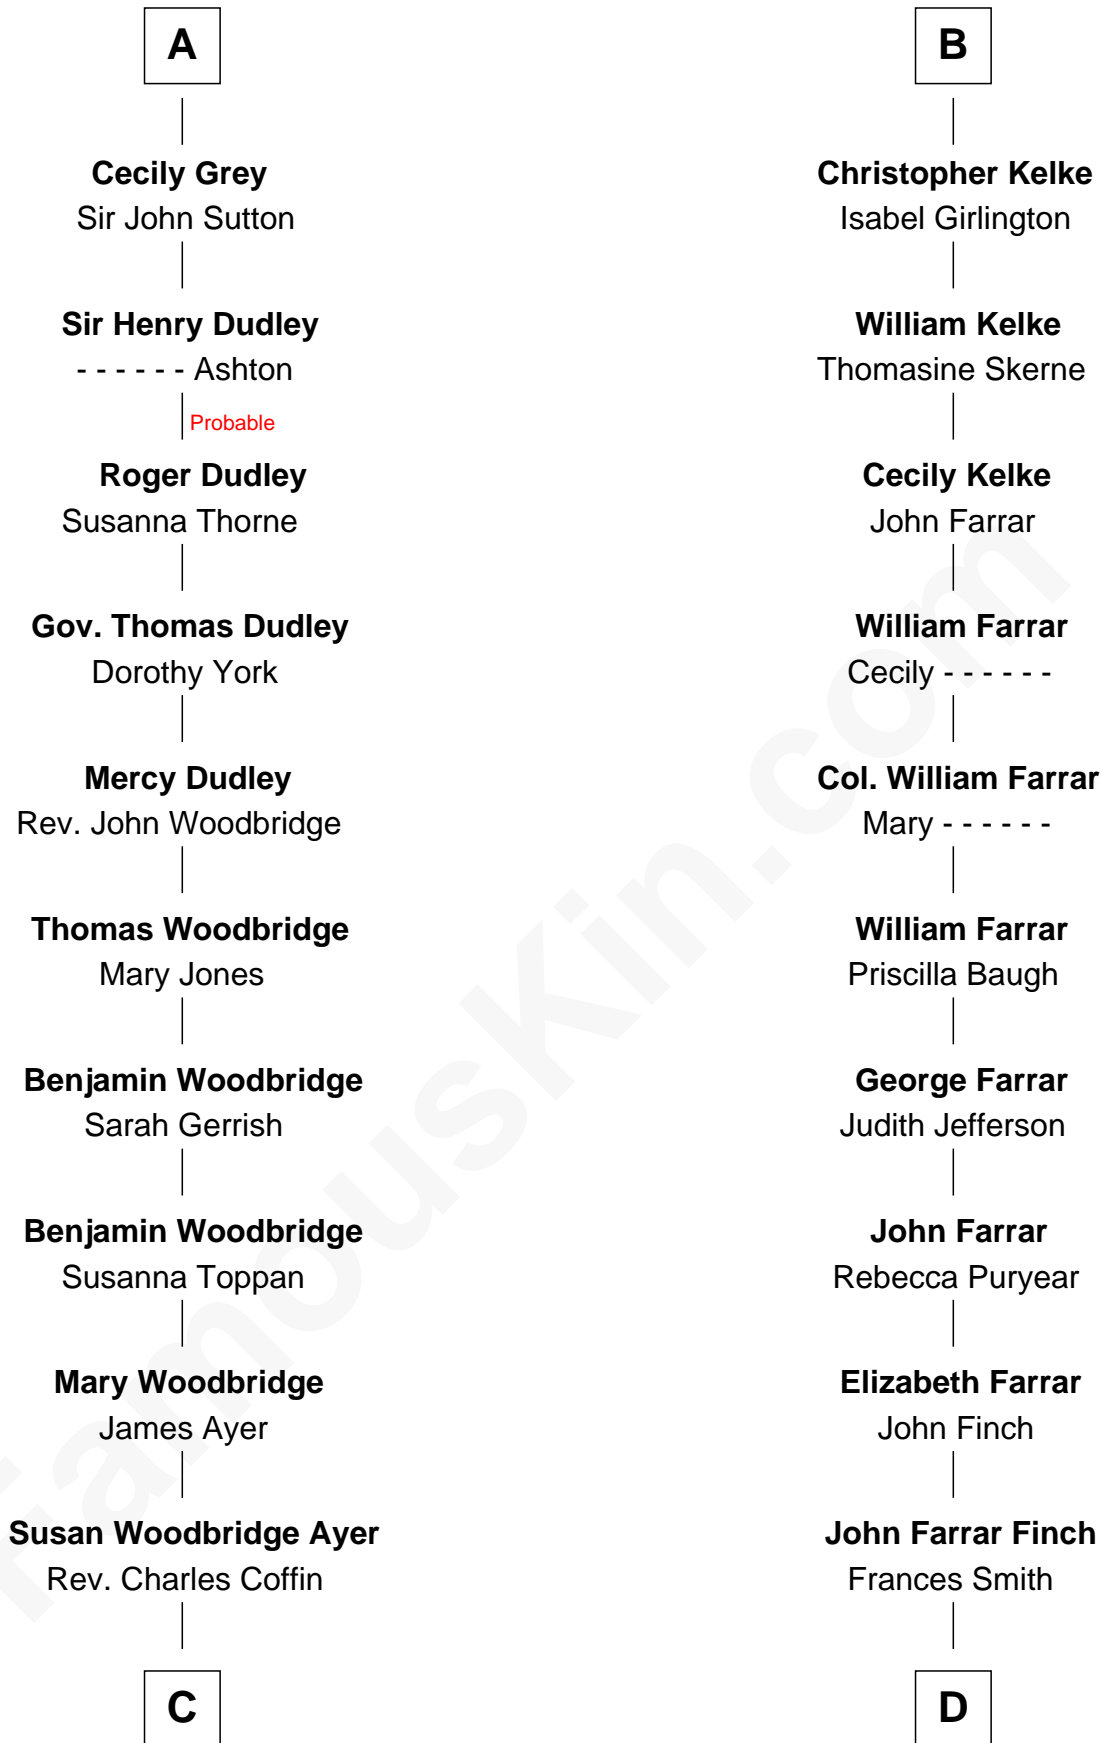 A
Cecily Grey
Sir John Sutton
Sir Henry Dudley
- - - - - - Ashton
Probable
Roger Dudley
Susanna Thorne
Gov. Thomas Dudley
Dorothy York
Mercy Dudley
Rev. John Woodbridge
Thomas Woodbridge
Mary Jones
Benjamin Woodbridge
Sarah Gerrish
Benjamin Woodbridge
Susanna Toppan
Mary Woodbridge
James Ayer
Susan Woodbridge Ayer
Rev. Charles Coffin
C
B
Christopher Kelke
Isabel Girlington
William Kelke
Thomasine Skerne
Cecily Kelke
John Farrar
William Farrar
Cecily - - - - - -
Col. William Farrar
Mary - - - - - -
William Farrar
Priscilla Baugh
George Farrar
Judith Jefferson
John Farrar
Rebecca Puryear
Elizabeth Farrar
John Finch
John Farrar Finch
Frances Smith
D
FamousKin.com